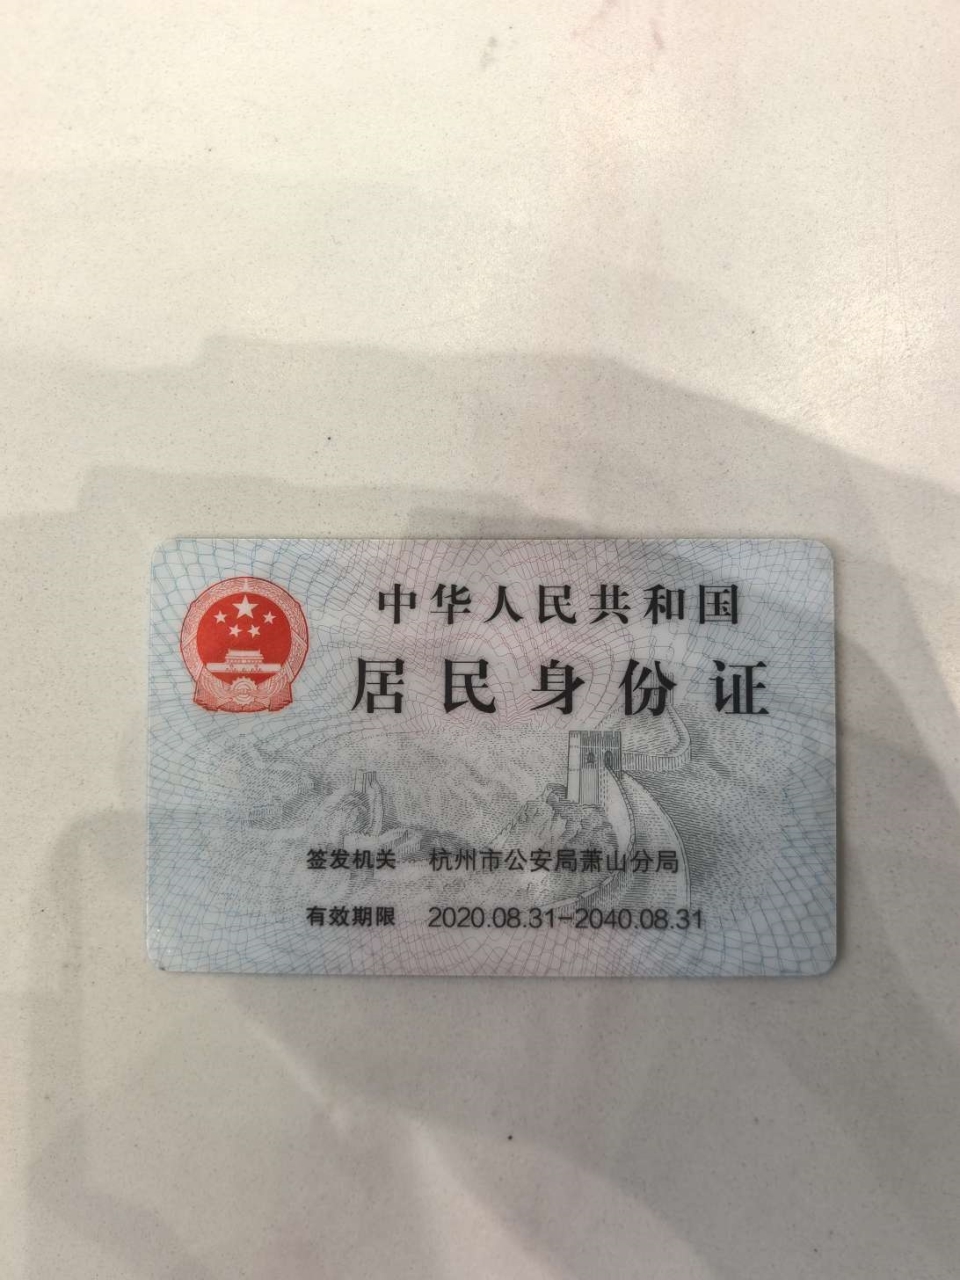 中华人民共和国
居民身份证
签发机关 杭州市公安局萧山分局
有效期限 2020.08.31-2040.08.31